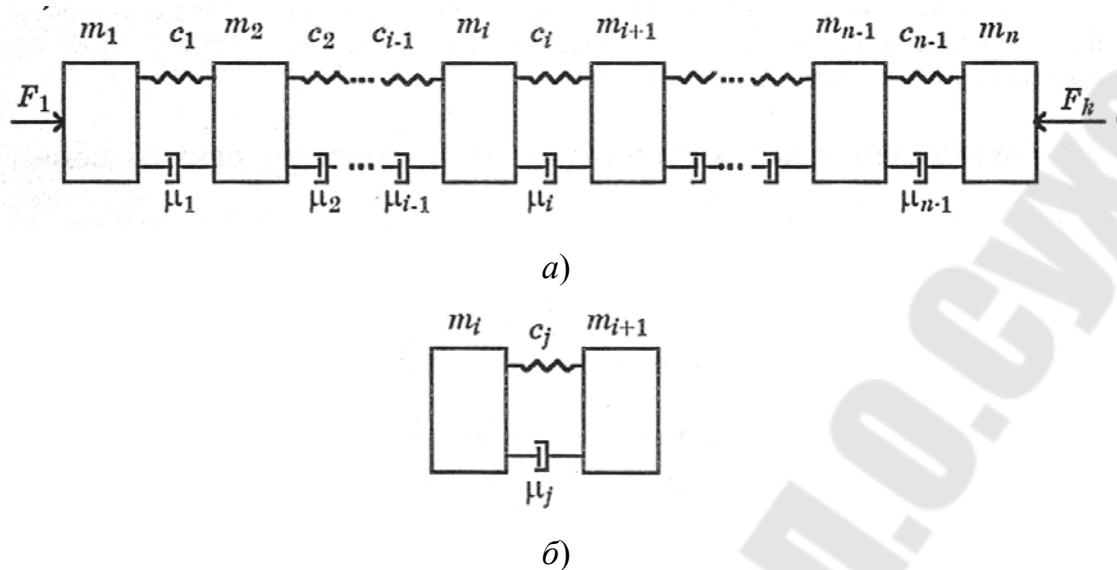 m₁ c₁ m₂ c₂ cᵢ₋₁ mᵢ cᵢ mᵢ₊₁ mₙ₋₁ cₙ₋₁ mₙ
F₁ ... ... Fₖ
... ...
μ₁ μ₂ μᵢ₋₁ μᵢ μₙ₋₁
а)
mᵢ cⱼ mᵢ₊₁
μⱼ
б)
П.О.Сухо